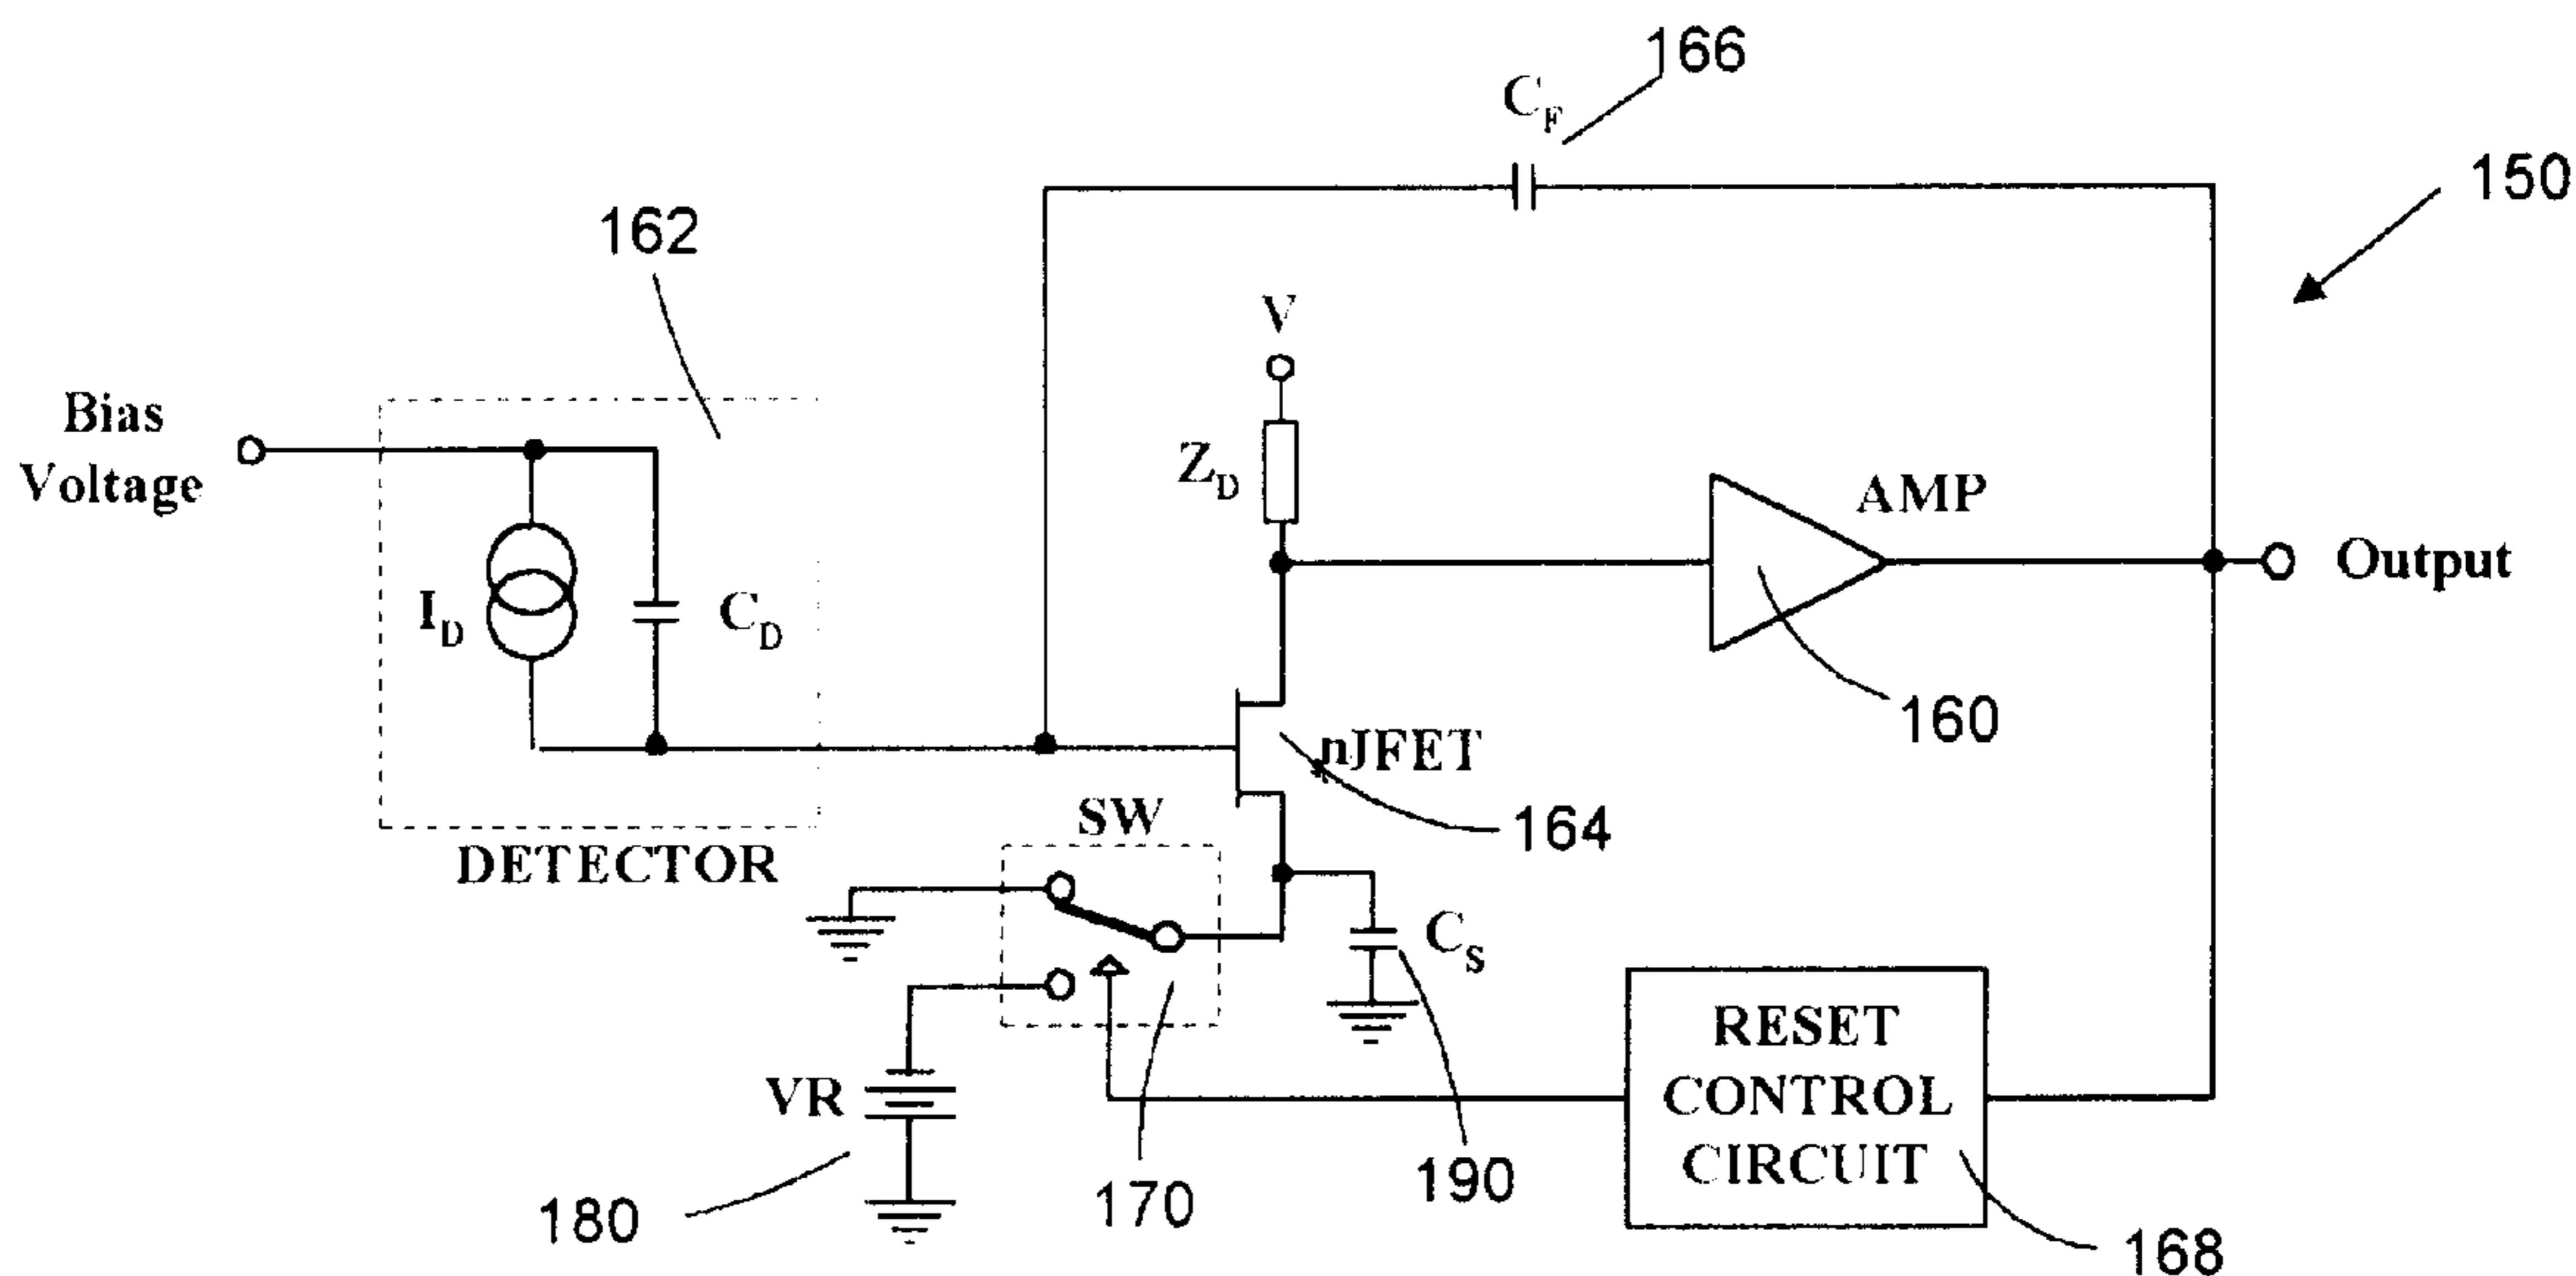 166
C_F
150
162
V
Bias
Voltage
Z_D
AMP
Output
I_D
C_D
160
nJFET
SW
164
DETECTOR
C_S
RESET
CONTROL
CIRCUIT
VR
190
170
180
168